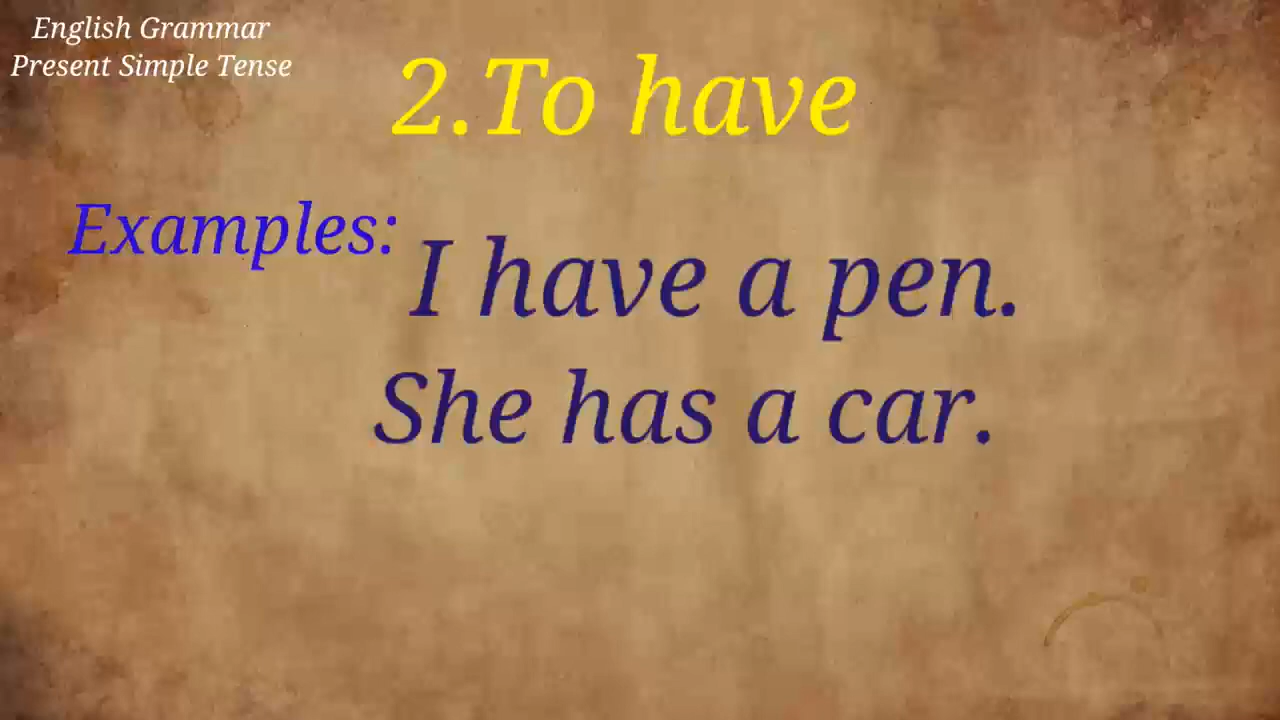 English Grammar
Present Simple Tense
2.To have
Examples:
I have a pen.
She has a car.